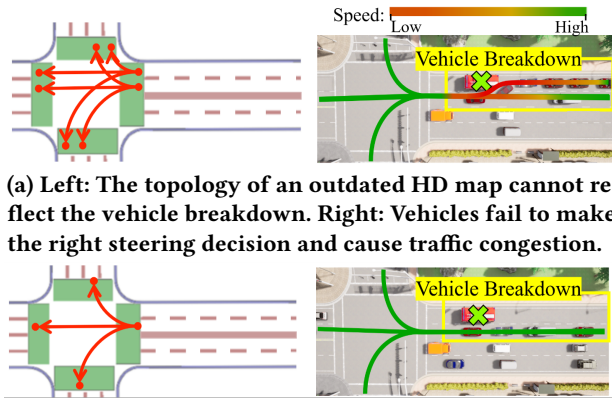 Speed:
Low High
Vehicle Breakdown
(a) Left: The topology of an outdated HD map cannot re
flect the vehicle breakdown. Right: Vehicles fail to make
the right steering decision and cause traffic congestion.
Vehicle Breakdown